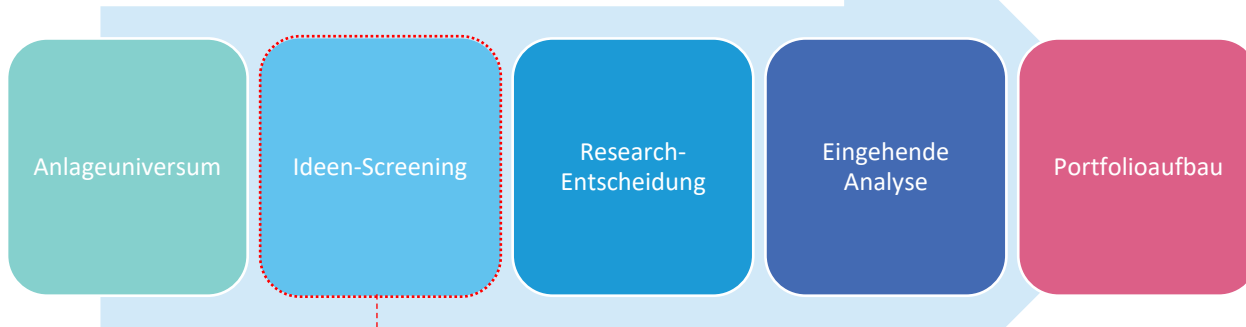 Anlageuniversum
Ideen-Screening
Research-
Entscheidung
Eingehende
Analyse
Portfolioaufbau